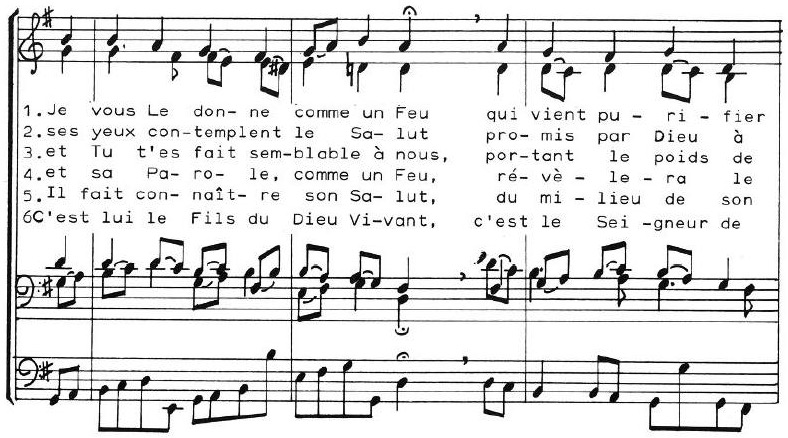 1.Je vous Le don- ne comme un Feu qui vient pu - ri - fier
2.ses yeux con-templent le Sa- lut pro- mis par Dieu à
3.et Tu t'es fait sem-blable à nous, por-tant le poids de
4.et sa Pa- ro- le, comme un Feu, ré- vè- le- ra le
5.Il fait con- naît- re son Sa- lut, du mi- lieu de son
6C'est lui le Fils du Dieu Vi-vant, c'est le Sei-gneur de